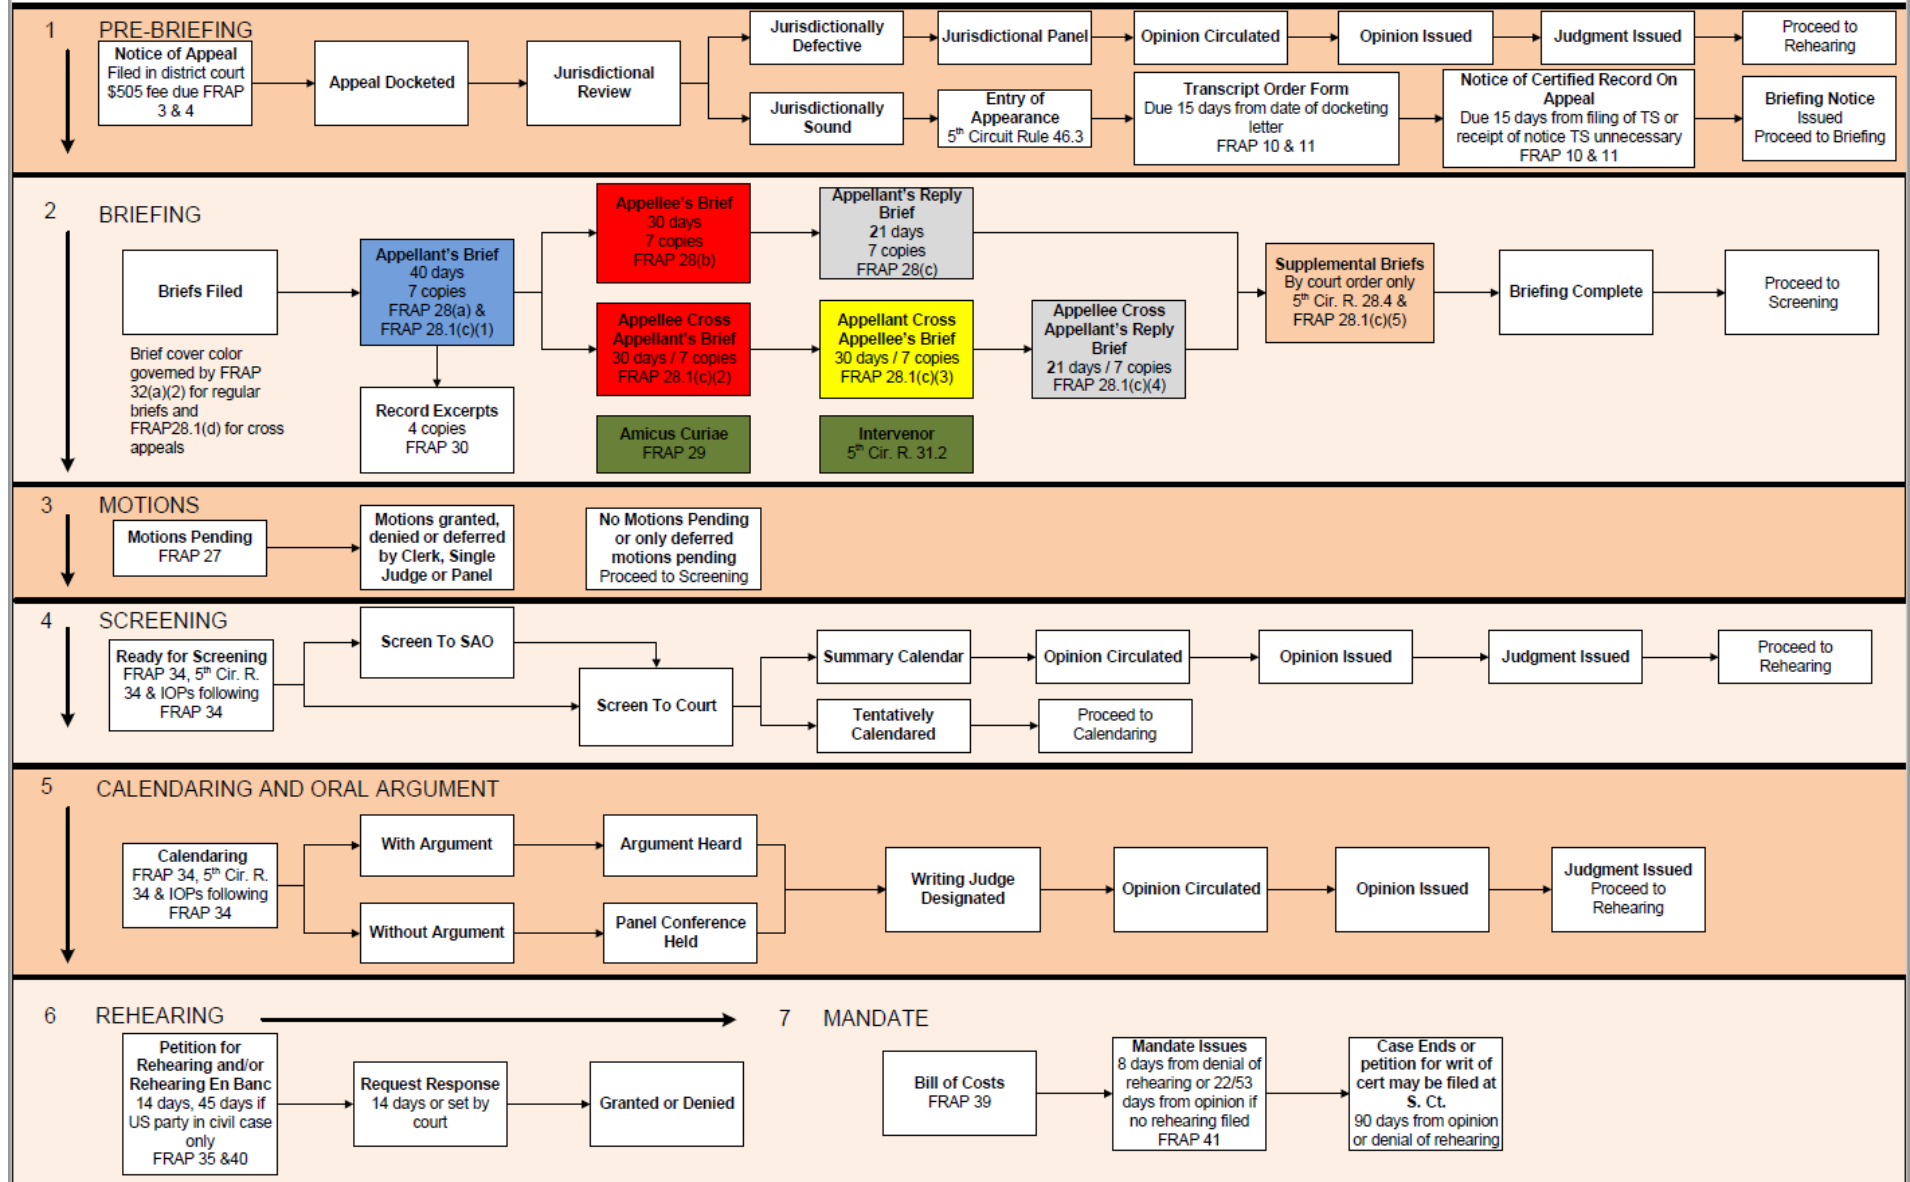 1 PRE-BRIEFING
Notice of Appeal
Filed in district court
$505 fee due FRAP
3 & 4
Appeal Docketed
Jurisdictional
Review
Jurisdictionally
Defective
Jurisdictional Panel
Opinion Circulated
Opinion Issued
Judgment Issued
Proceed to
Rehearing
Jurisdictionally
Sound
Entry of
Appearance
5th Circuit Rule 46.3
Transcript Order Form
Due 15 days from date of docketing
letter
FRAP 10 & 11
Notice of Certified Record On
Appeal
Due 15 days from filing of TS or
receipt of notice TS unnecessary
FRAP 10 & 11
Briefing Notice
Issued
Proceed to Briefing
2 BRIEFING
Briefs Filed
Brief cover color
governed by FRAP
32(a)(2) for regular
briefs and
FRAP28.1(d) for cross
appeals
Appellant's Brief
40 days
7 copies
FRAP 28(a) &
FRAP 28.1(c)(1)
Record Excerpts
4 copies
FRAP 30
Appellee's Brief
30 days
7 copies
FRAP 28(b)
Appellant's Reply
Brief
21 days
7 copies
FRAP 28(c)
Appellee Cross
Appellant's Brief
30 days / 7 copies
FRAP 28.1(c)(2)
Appellant Cross
Appellee's Brief
30 days / 7 copies
FRAP 28.1(c)(3)
Appellee Cross
Appellant's Reply
Brief
21 days / 7 copies
FRAP 28.1(c)(4)
Amicus Curiae
FRAP 29
Intervenor
5th Cir. R. 31.2
Supplemental Briefs
By court order only
5th Cir. R. 28.4 &
FRAP 28.1(c)(5)
Briefing Complete
Proceed to
Screening
3 MOTIONS
Motions Pending
FRAP 27
Motions granted,
denied or deferred
by Clerk, Single
Judge or Panel
No Motions Pending
or only deferred
motions pending
Proceed to Screening
4 SCREENING
Ready for Screening
FRAP 34, 5th Cir. R.
34 & IOPs following
FRAP 34
Screen To SAO
Screen To Court
Summary Calendar
Opinion Circulated
Opinion Issued
Judgment Issued
Proceed to
Rehearing
Tentatively
Calendared
Proceed to
Calendaring
5 CALENDARING AND ORAL ARGUMENT
Calendaring
FRAP 34, 5th Cir. R.
34 & IOPs following
FRAP 34
With Argument
Argument Heard
Without Argument
Panel Conference
Held
Writing Judge
Designated
Opinion Circulated
Opinion Issued
Judgment Issued
Proceed to
Rehearing
6 REHEARING
Petition for
Rehearing and/or
Rehearing En Banc
14 days, 45 days if
US party in civil case
only
FRAP 35 &40
Request Response
14 days or set by
court
Granted or Denied
7 MANDATE
Bill of Costs
FRAP 39
Mandate Issues
8 days from denial of
rehearing or 22/53
days from opinion if
no rehearing filed
FRAP 41
Case Ends or
petition for writ of
cert may be filed at
S. Ct.
90 days from opinion
or denial of rehearing